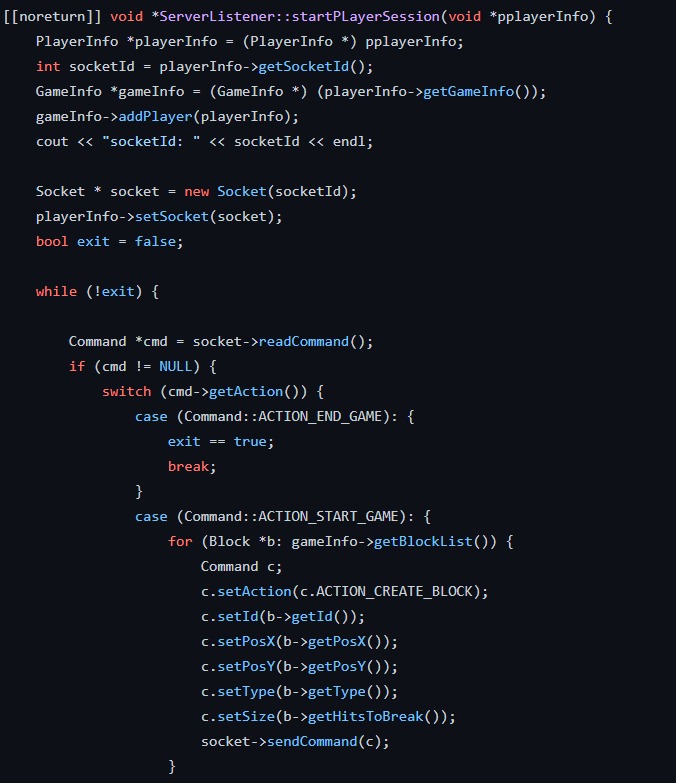 [[noreturn]] void *ServerListener::startPLayerSession(void *pplayerInfo) {
    PlayerInfo *playerInfo = (PlayerInfo *) pplayerInfo;
    int socketId = playerInfo->getSocketId();
    GameInfo *gameInfo = (GameInfo *) (playerInfo->getGameInfo());
    gameInfo->addPlayer(playerInfo);
    cout << "socketId: " << socketId << endl;

    Socket * socket = new Socket(socketId);
    playerInfo->setSocket(socket);
    bool exit = false;

    while (!exit) {

        Command *cmd = socket->readCommand();
        if (cmd != NULL) {
            switch (cmd->getAction()) {
                case (Command::ACTION_END_GAME): {
                    exit == true;
                    break;
                }
                case (Command::ACTION_START_GAME): {
                    for (Block *b: gameInfo->getBlockList()) {
                        Command c;
                        c.setAction(c.ACTION_CREATE_BLOCK);
                        c.setId(b->getId());
                        c.setPosX(b->getPosX());
                        c.setPosY(b->getPosY());
                        c.setType(b->getType());
                        c.setSize(b->getHitsToBreak());
                        socket->sendCommand(c);
                    }